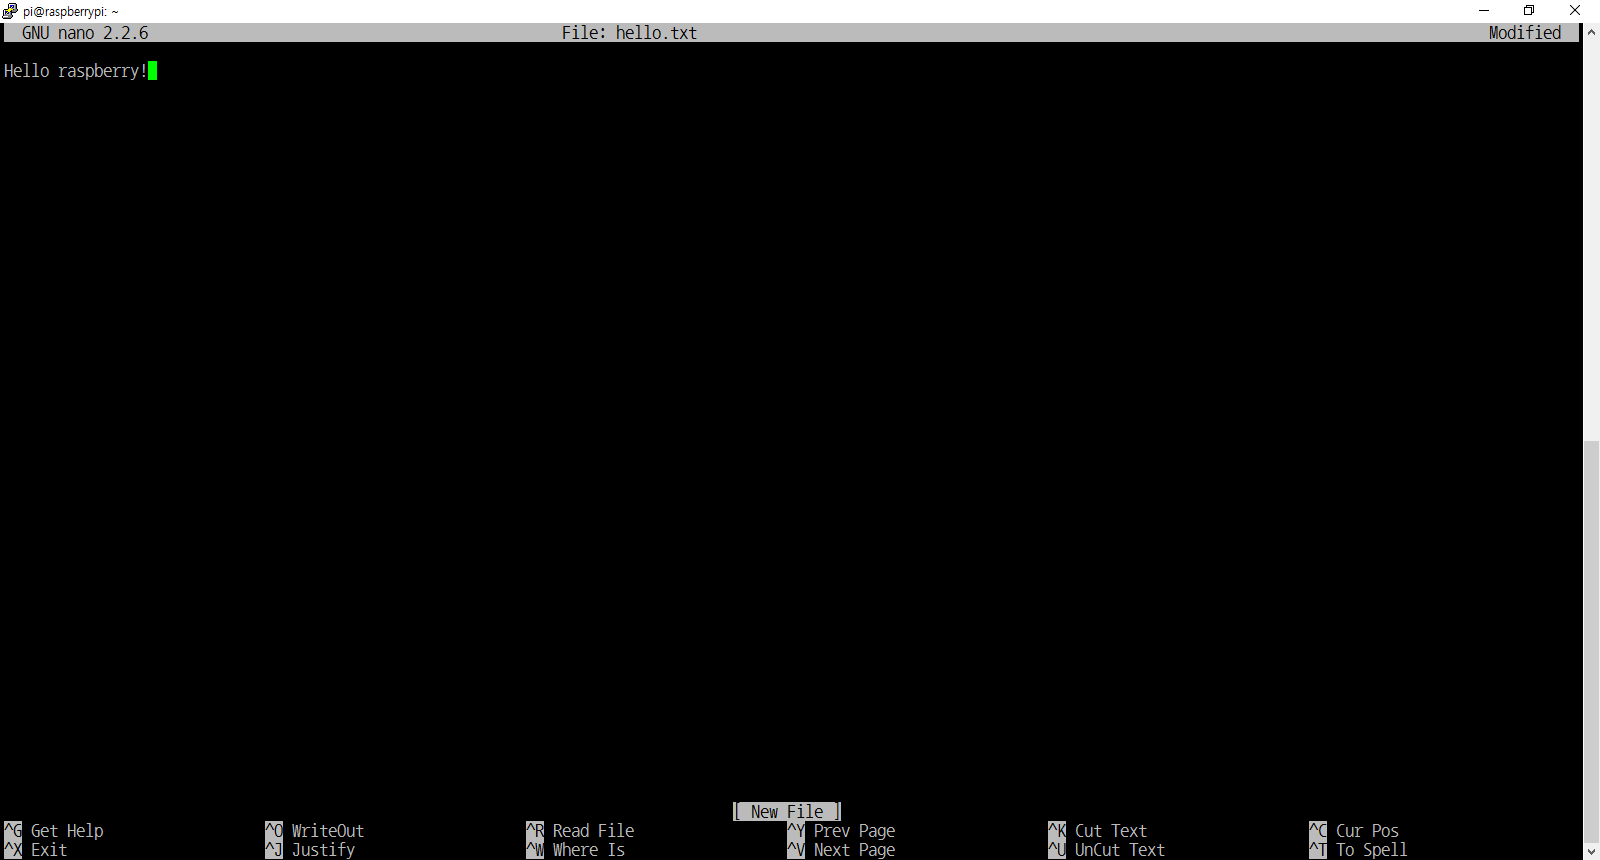 pi@raspberrypi: ~
GNU nano 2.2.6 File: hello.txt Modified
Hello raspberry!
[ New File ]
^G Get Help ^O WriteOut ^R Read File ^Y Prev Page ^K Cut Text ^C Cur Pos
^X Exit ^J Justify ^W Where Is ^V Next Page ^U UnCut Text ^T To Spell